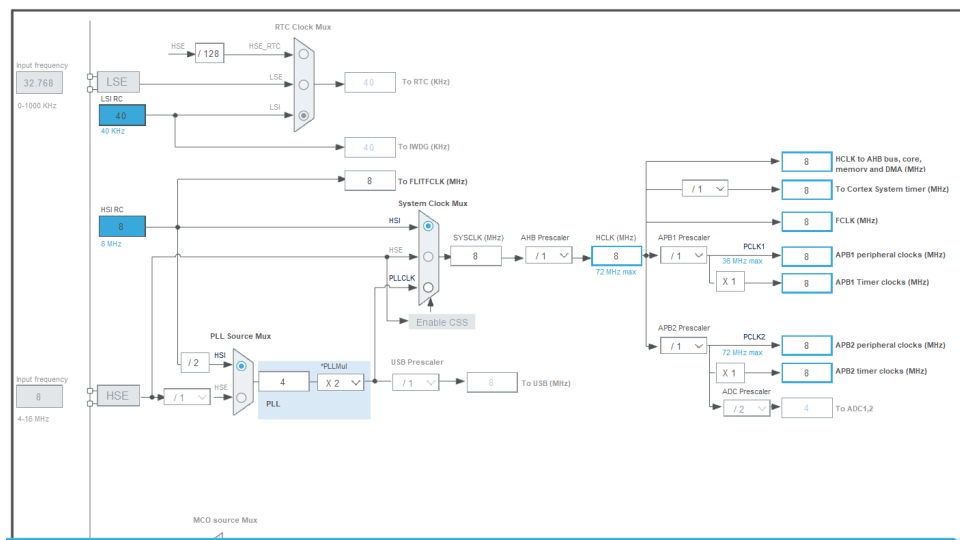 RTC Clock Mux
HSE
/ 128
HSE_RTC
Input frequency
32.768
0-1000 KHz
LSE
LSE
40
To RTC (KHz)
LSI RC
40
40 KHz
LSI
40
To IWDG (KHz)
8
To FLITFCLK (MHz)
HSI RC
8
8 MHz
System Clock Mux
HSI
HSE
PLLCLK
Enable CSS
SYSCLK (MHz)
8
AHB Prescaler
/ 1
HCLK (MHz)
8
72 MHz max
8
HCLK to AHB bus, core,
memory and DMA (MHz)
/ 1
8
To Cortex System timer (MHz)
8
FCLK (MHz)
APB1 Prescaler
/ 1
PCLK1
36 MHz max
8
APB1 peripheral clocks (MHz)
X 1
8
APB1 Timer clocks (MHz)
APB2 Prescaler
/ 1
PCLK2
72 MHz max
8
APB2 peripheral clocks (MHz)
X 1
8
APB2 timer clocks (MHz)
ADC Prescaler
/ 2
4
To ADC1,2
PLL Source Mux
/ 2
HSI
Input frequency
8
4-16 MHz
HSE
/ 1
HSE
4
*PLLMul
X 2
PLL
USB Prescaler
/ 1
8
To USB (MHz)
MCO source Mux